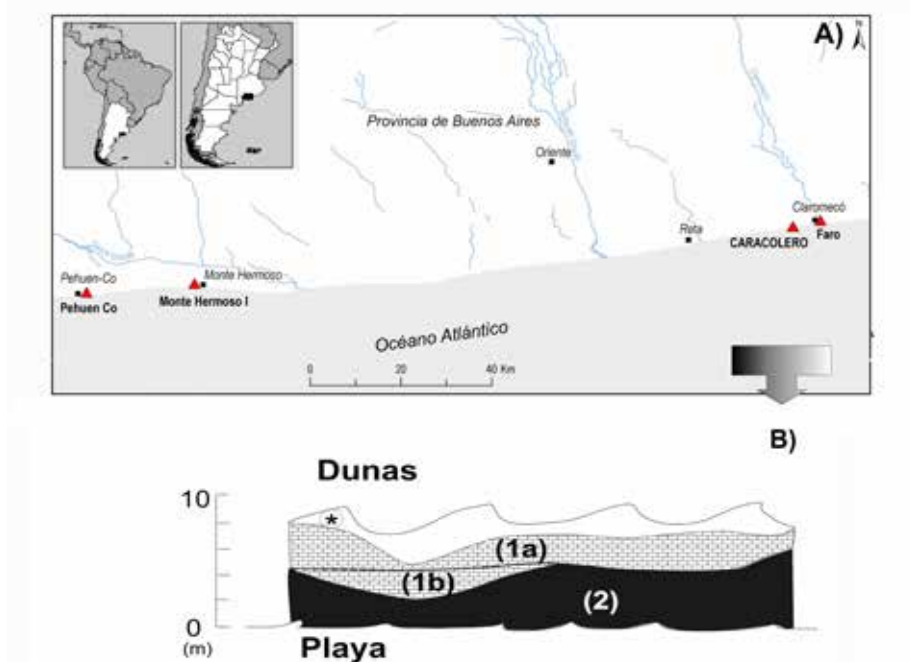 A)
N
Provincia de Buenos Aires
Oriente
Claromecó
Faro
Reta
CARACOLERO
Pehuen-Co
Pehuen Co
Monte Hermoso
Monte Hermoso I
Océano Atlántico
0 20 40 Km
B)
Dunas
10
*
(1a)
(1b)
(2)
0
(m)
Playa